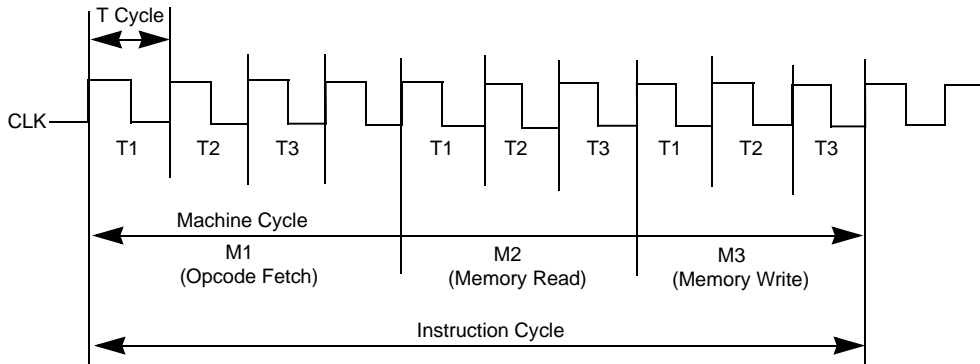 T Cycle
CLK
T1 T2 T3 T1 T2 T3 T1 T2 T3
Machine Cycle
M1 M2 M3
(Opcode Fetch) (Memory Read) (Memory Write)
Instruction Cycle